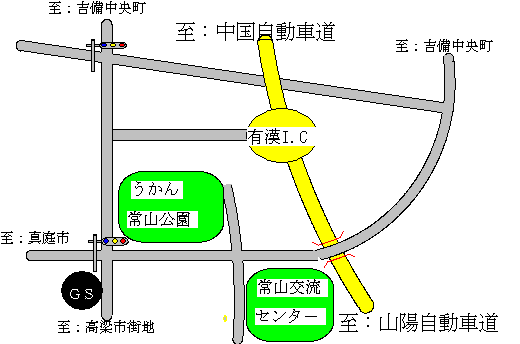 至：吉備中央町
至：中国自動車道
至：吉備中央町
有漢I.C
うかん
常山公園
至：真庭市
GS
常山交流
センター
至：高梁市街地
至：山陽自動車道